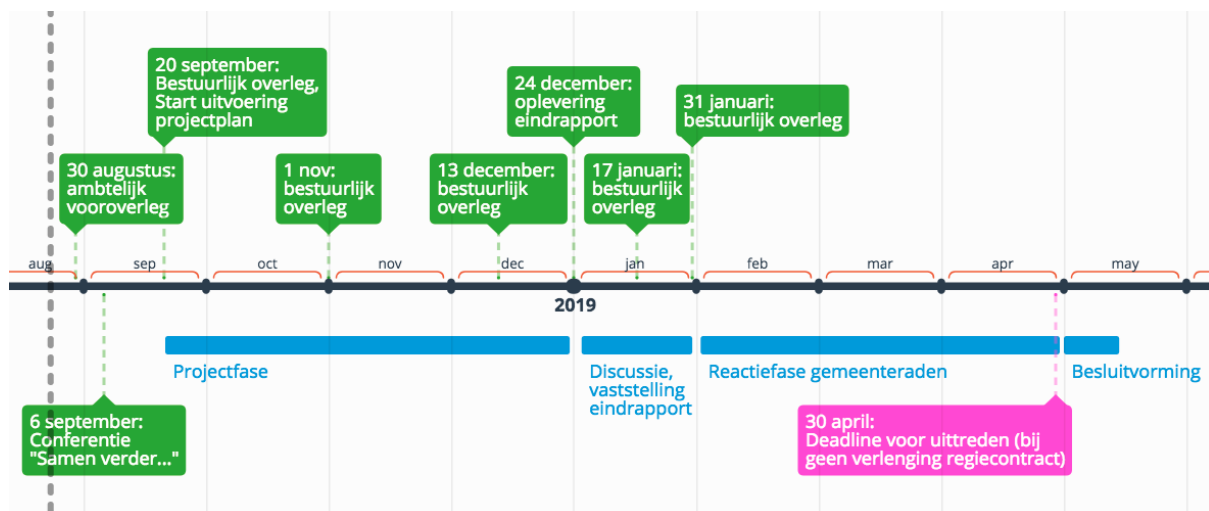 20 september:
Bestuurlijk overleg,
Start uitvoering
projectplan
24 december:
oplevering
eindrapport
31 januari:
bestuurlijk overleg
30 augustus:
ambtelijk
vooroverleg
1 nov:
bestuurlijk
overleg
13 december:
bestuurlijk
overleg
17 januari:
bestuurlijk
overleg
aug sep oct nov dec jan feb mar apr may
2019
Projectfase
Discussie,
vaststelling
eindrapport
Reactiefase gemeenteraden
Besluitvorming
6 september:
Conferentie
"Samen verder..."
30 april:
Deadline voor uittreden (bij
geen verlenging regiecontract)